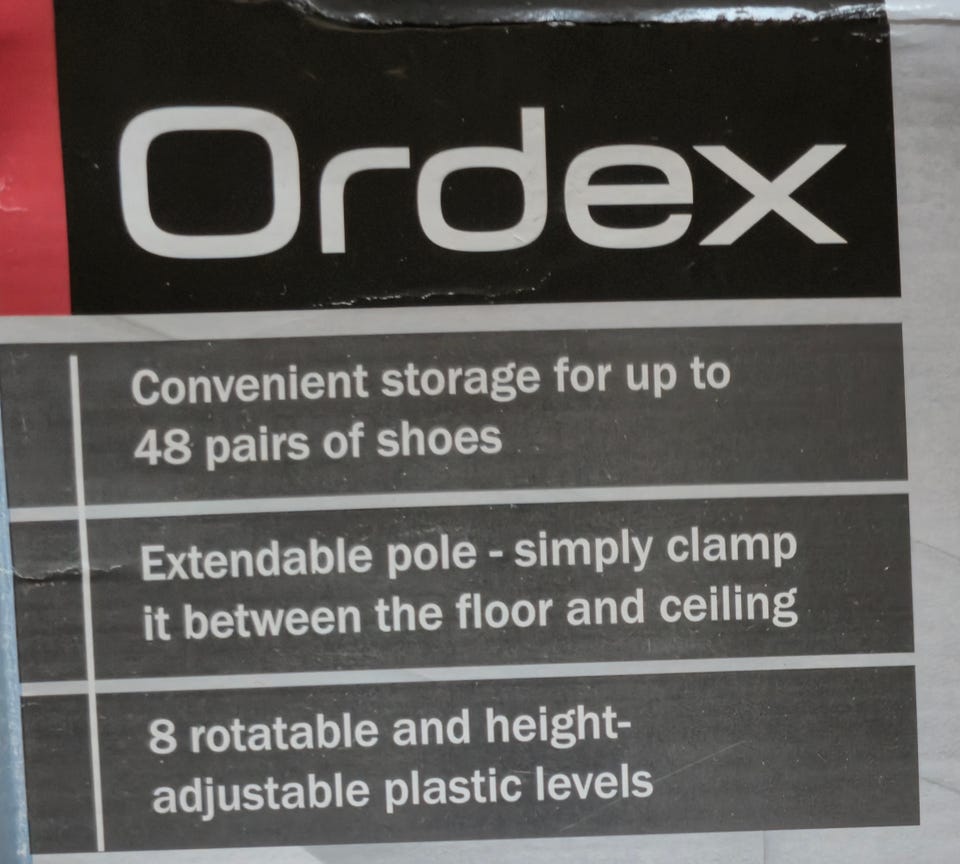 Ordex
Convenient storage for up to
48 pairs of shoes
Extendable pole - simply clamp
it between the floor and ceiling
8 rotatable and height-
adjustable plastic levels